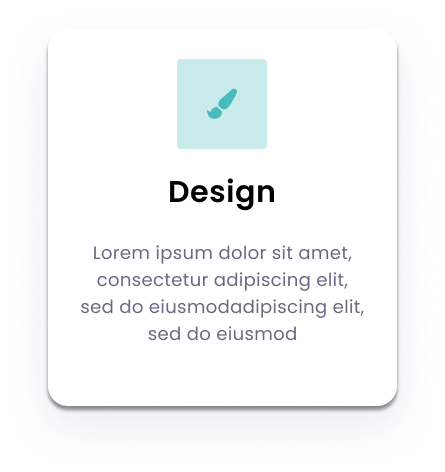 Design
Lorem ipsum dolor sit amet,
consectetur adipiscing elit,
sed do eiusmodadipiscing elit,
sed do eiusmod